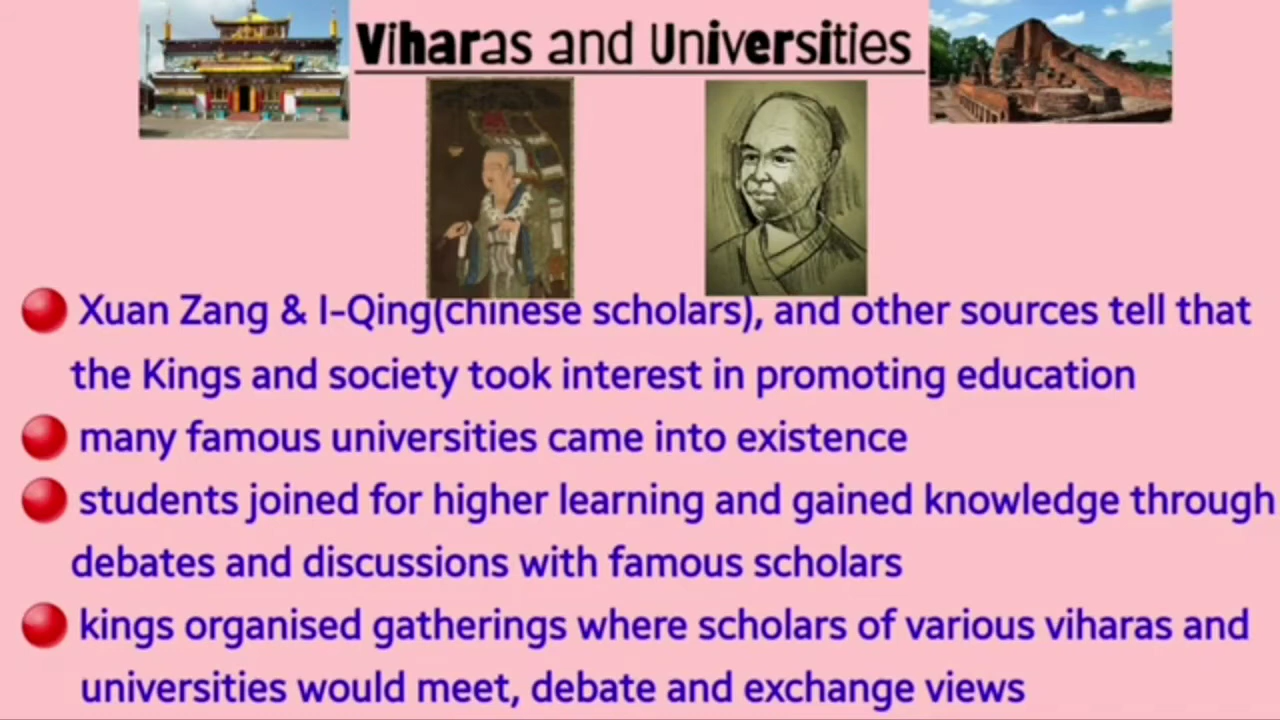 Viharas and Universities
Xuan Zang & I-Qing(chinese scholars), and other sources tell that
the Kings and society took interest in promoting education
many famous universities came into existence
students joined for higher learning and gained knowledge through
debates and discussions with famous scholars
kings organised gatherings where scholars of various viharas and
universities would meet, debate and exchange views